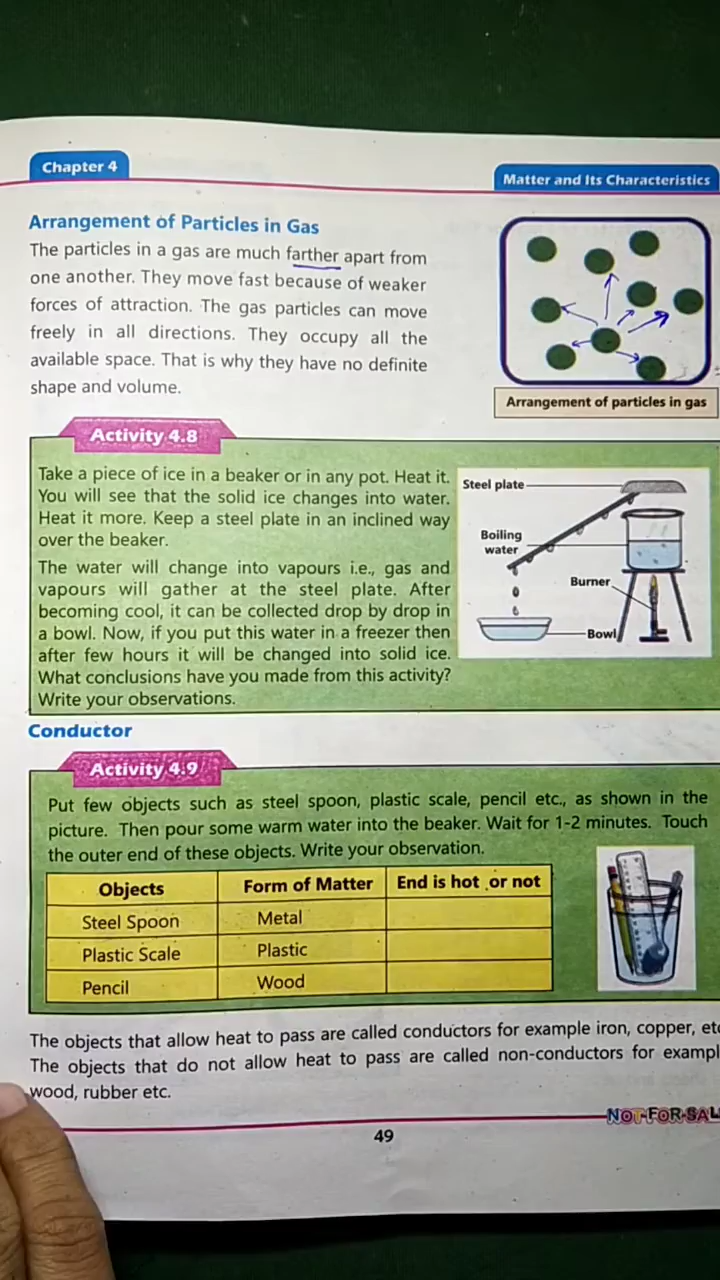 Chapter 4
Matter and Its Characteristics
Arrangement of Particles in Gas
The particles in a gas are much farther apart from
one another. They move fast because of weaker
forces of attraction. The gas particles can move
freely in all directions. They occupy all the
available space. That is why they have no definite
shape and volume.
Arrangement of particles in gas
Activity 4.8
Take a piece of ice in a beaker or in any pot. Heat it.
You will see that the solid ice changes into water.
Heat it more. Keep a steel plate in an inclined way
over the beaker.
The water will change into vapours i.e., gas and
vapours will gather at the steel plate. After
becoming cool, it can be collected drop by drop in
a bowl. Now, if you put this water in a freezer then
after few hours it will be changed into solid ice.
What conclusions have you made from this activity?
Write your observations.
Steel plate
Boiling
water
Burner
Bowl
Conductor
Activity 4.9
Put few objects such as steel spoon, plastic scale, pencil etc., as shown in the
picture. Then pour some warm water into the beaker. Wait for 1-2 minutes. Touch
the outer end of these objects. Write your observation.
Objects Form of Matter End is hot or not
Steel Spoon Metal
Plastic Scale Plastic
Pencil Wood
The objects that allow heat to pass are called conductors for example iron, copper, etc
The objects that do not allow heat to pass are called non-conductors for exampl
wood, rubber etc.
NOT FOR SAL
49